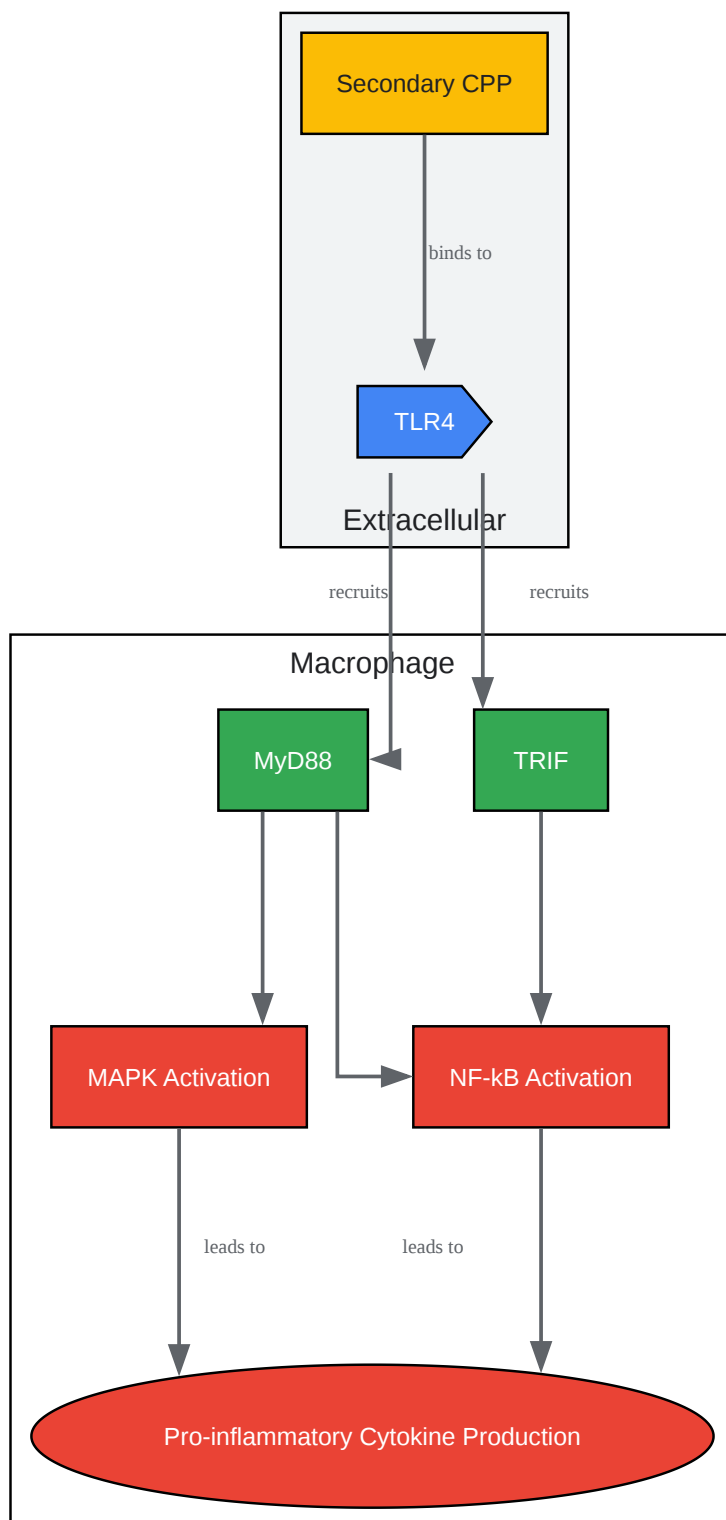 Secondary CPP
binds to
TLR4
Extracellular
recruits
recruits
Macrophage
MyD88
TRIF
MAPK Activation
NF-kB Activation
leads to
leads to
Pro-inflammatory Cytokine Production